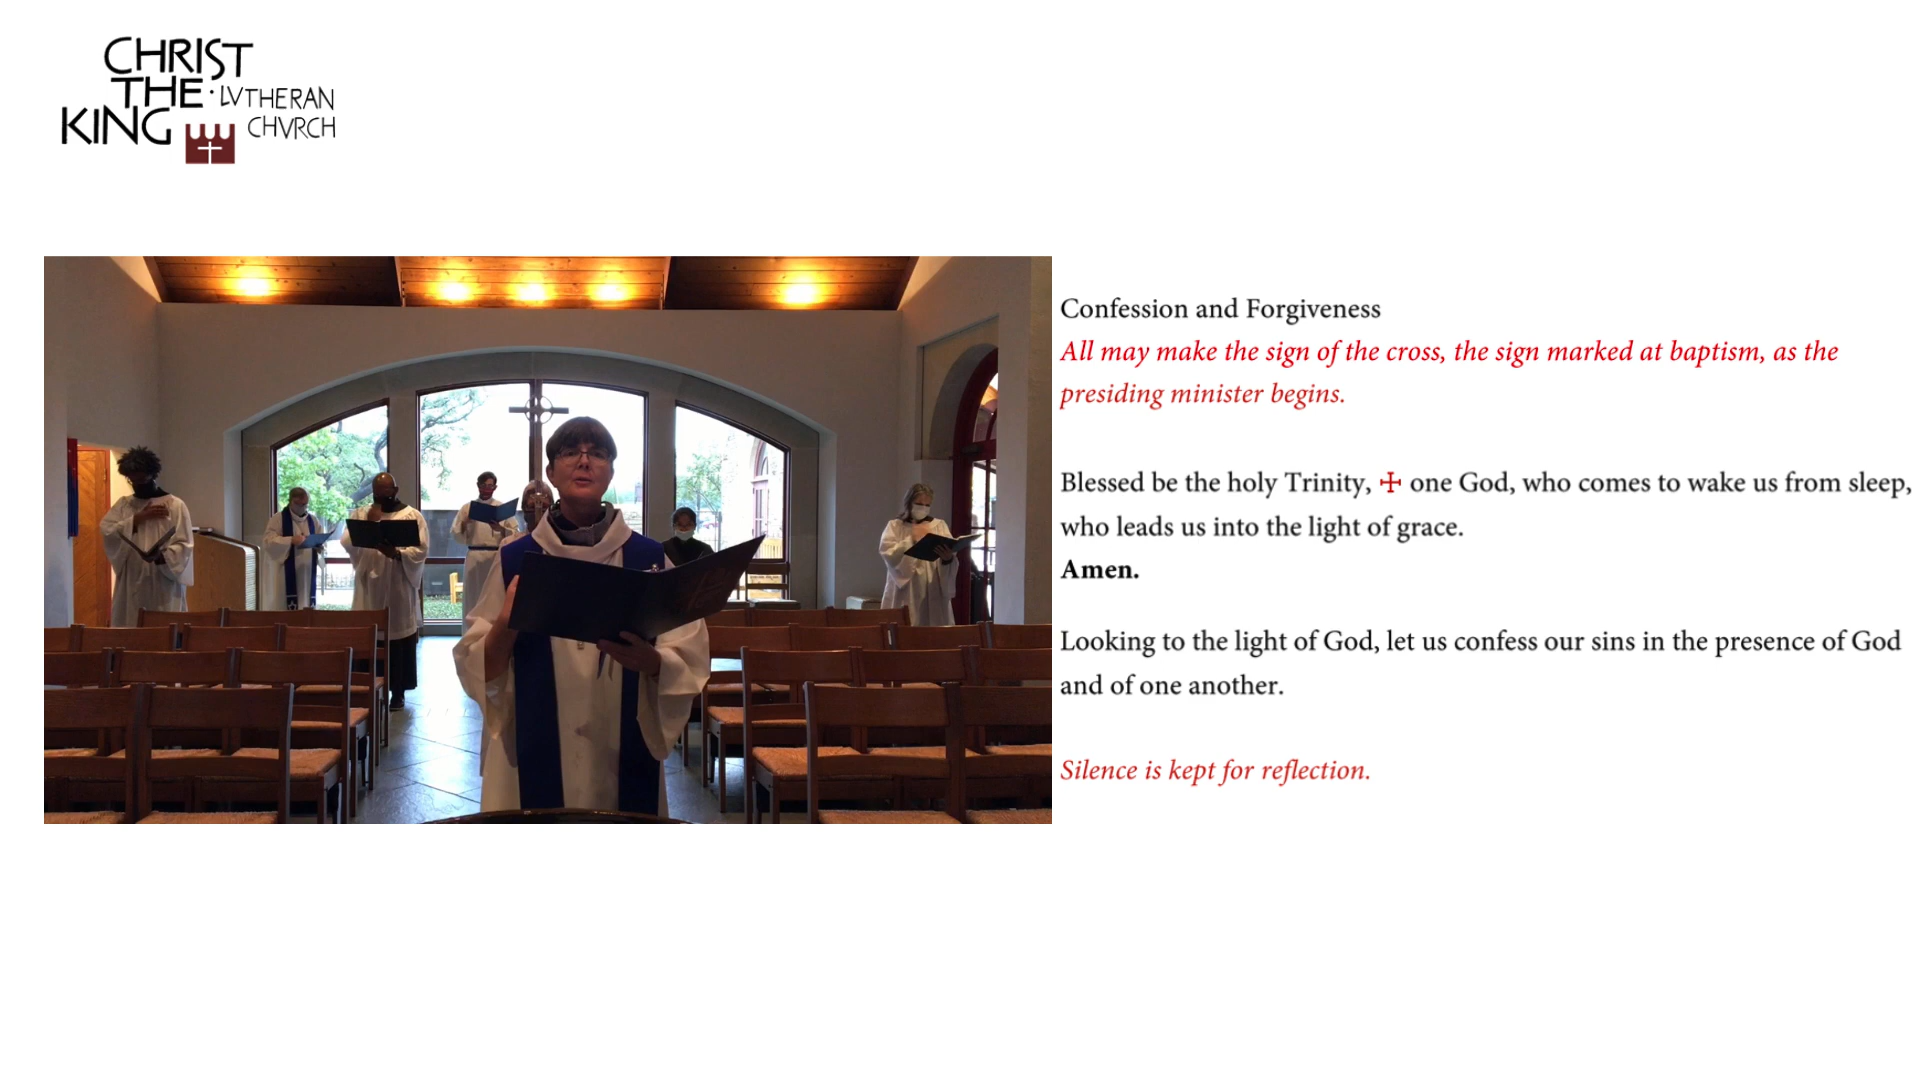 CHRIST
THE · LVTHERAN
KING CHVRCH
Confession and Forgiveness
All may make the sign of the cross, the sign marked at baptism, as the
presiding minister begins.
Blessed be the holy Trinity, ☩ one God, who comes to wake us from sleep,
who leads us into the light of grace.
Amen.
Looking to the light of God, let us confess our sins in the presence of God
and of one another.
Silence is kept for reflection.